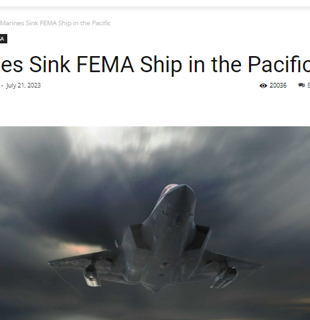 Marines Sink FEMA Ship in the Pacific
A
es Sink FEMA Ship in the Pacific
- July 21, 2023 20036 5